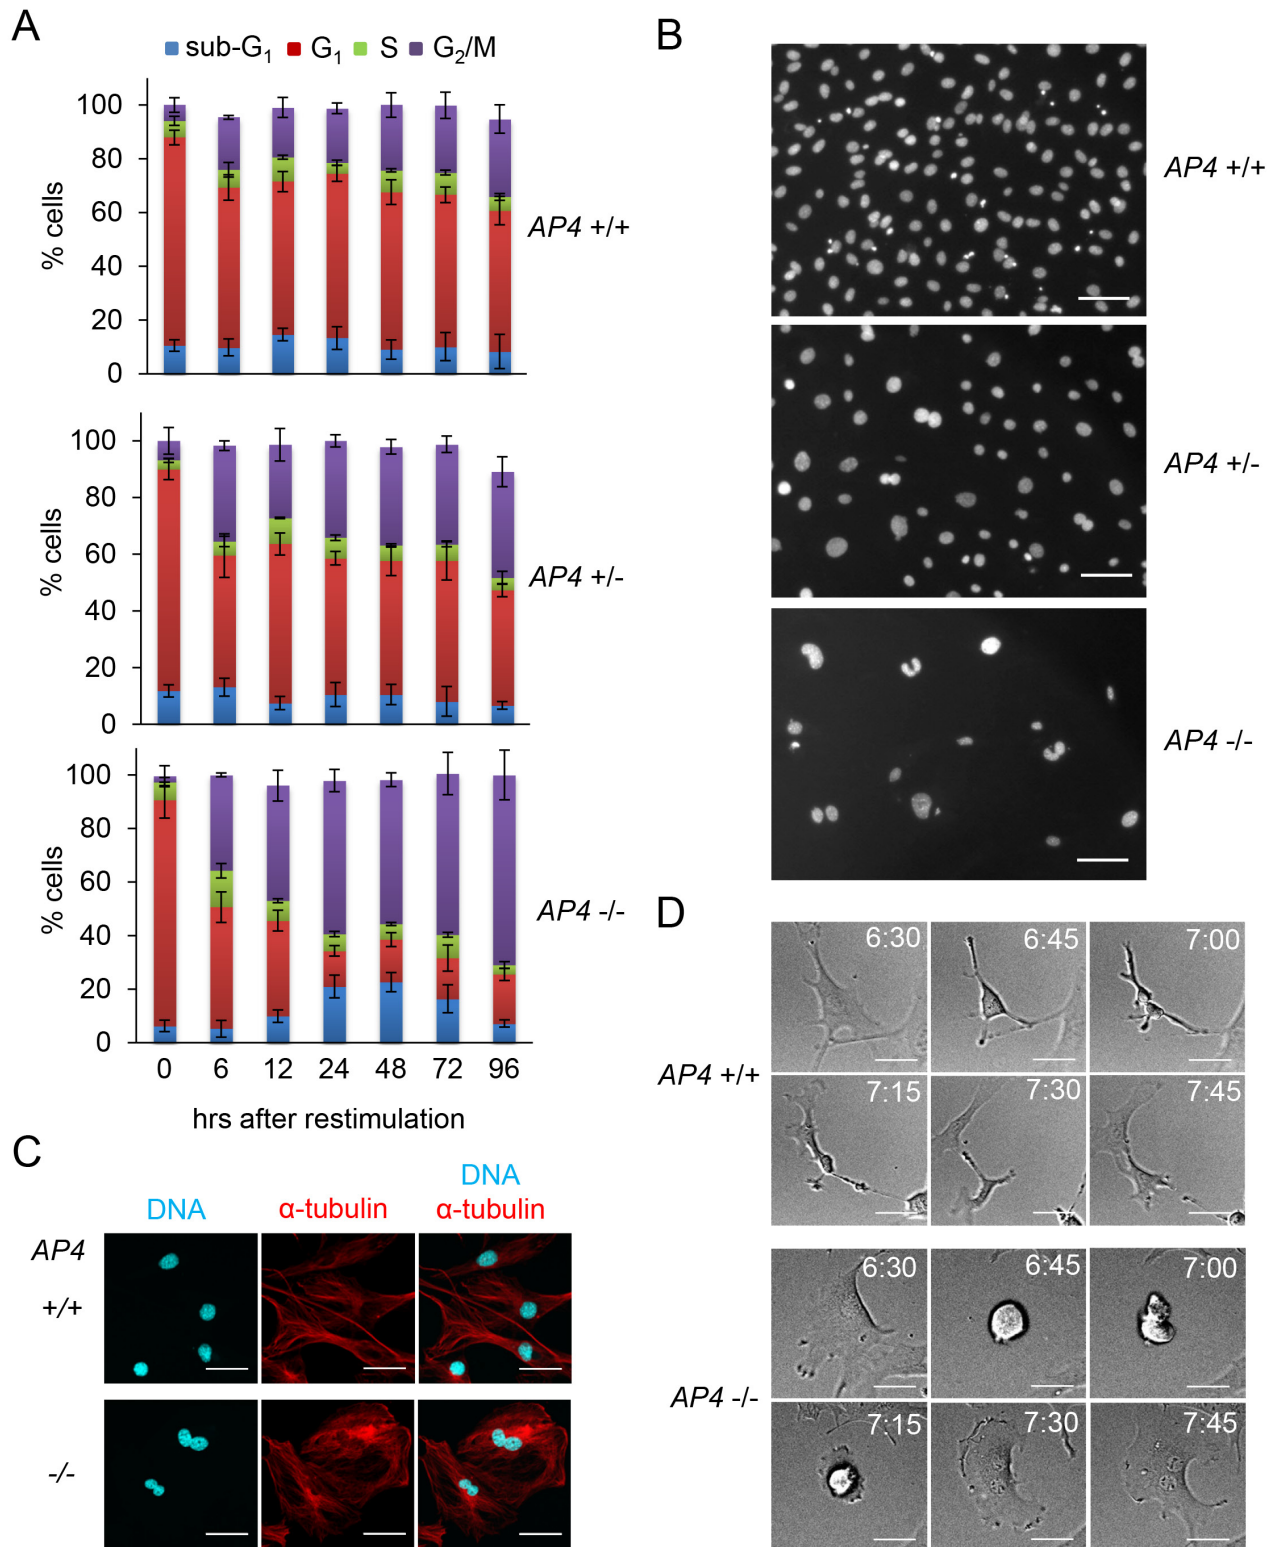 A
sub-G1 G1 S G2/M
100
80
60
40
20
0
% cells
AP4 +/+
100
80
60
40
20
0
% cells
AP4 +/-
100
80
60
40
20
0
% cells
AP4 -/-
0 6 12 24 48 72 96
hrs after restimulation
B
AP4 +/+
AP4 +/-
AP4 -/-
C
DNA α-tubulin DNA
α-tubulin
AP4
+/+
-/-
D
6:30 6:45 7:00
AP4 +/+
7:15 7:30 7:45
6:30 6:45 7:00
AP4 -/-
7:15 7:30 7:45